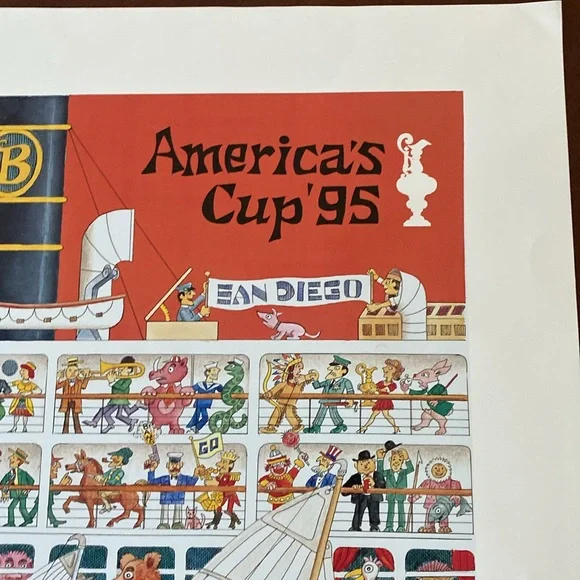 B
America's
Cup '95
SAN DIEGO
GO